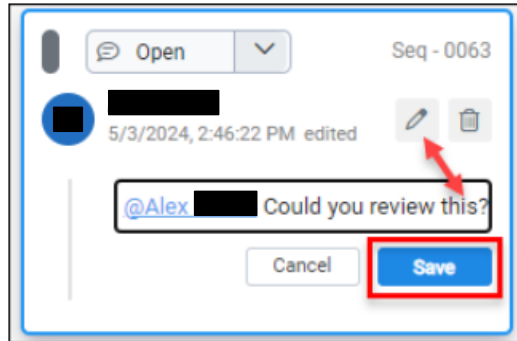 Open Seq - 0063
5/3/2024, 2:46:22 PM edited
@Alex Could you review this?
Cancel Save